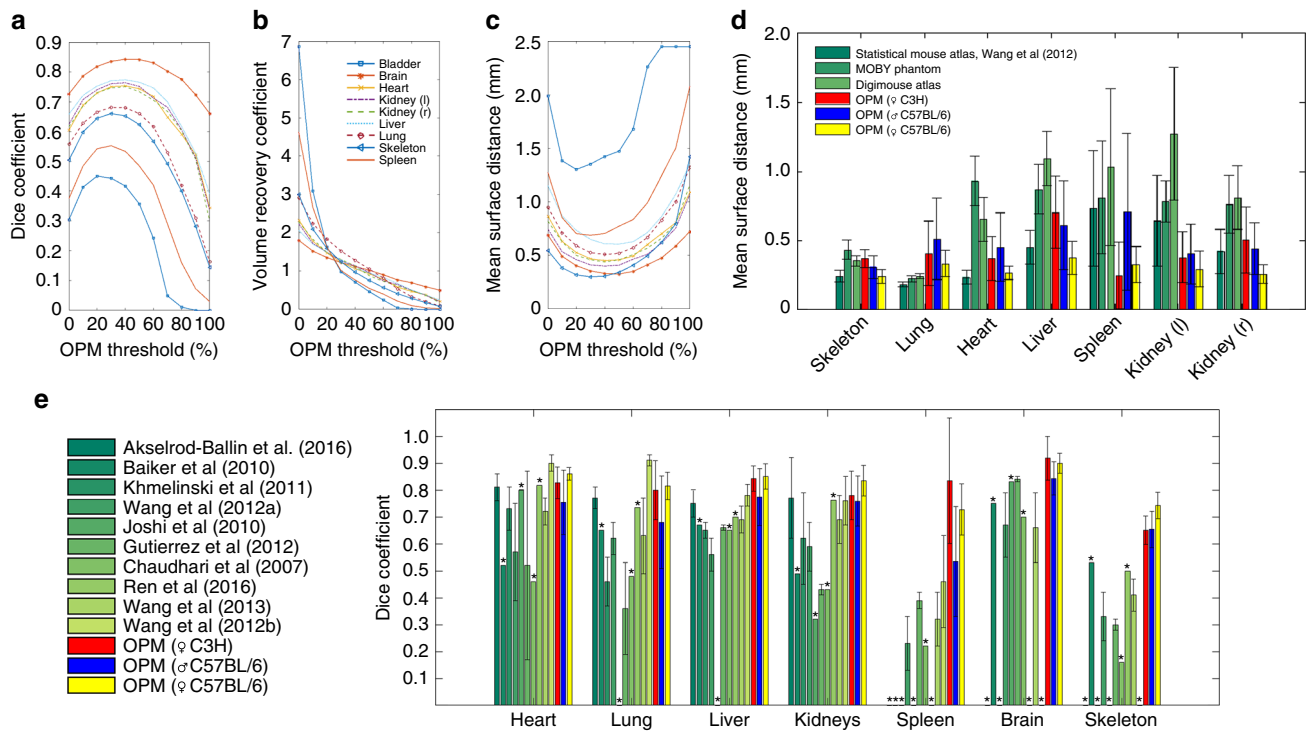 a
0.9
0.8
0.7
0.6
0.5
0.4
0.3
0.2
0.1
0
Dice coefficient
0 20 40 60 80 100
OPM threshold (%)
b
7
6
5
4
3
2
1
0
Volume recovery coefficient
0 20 40 60 80 100
OPM threshold (%)
Bladder
Brain
Heart
Kidney (l)
Kidney (r)
Liver
Lung
Skeleton
Spleen
c
2.5
2.0
1.5
1.0
0.5
0
Mean surface distance (mm)
0 20 40 60 80 100
OPM threshold (%)
d
2.0
1.5
1.0
0.5
0
Mean surface distance (mm)
Statistical mouse atlas, Wang et al (2012)
MOBY phantom
Digimouse atlas
OPM (♀ C3H)
OPM (♂ C57BL/6)
OPM (♀ C57BL/6)
Skeleton
Lung
Heart
Liver
Spleen
Kidney (l)
Kidney (r)
e
Akselrod-Ballin et al. (2016)
Baiker et al (2010)
Khmelinski et al (2011)
Wang et al (2012a)
Joshi et al (2010)
Gutierrez et al (2012)
Chaudhari et al (2007)
Ren et al (2016)
Wang et al (2013)
Wang et al (2012b)
OPM (♀ C3H)
OPM (♂ C57BL/6)
OPM (♀ C57BL/6)
1.0
0.9
0.8
0.7
0.6
0.5
0.4
0.3
0.2
0.1
Dice coefficient
Heart
Lung
Liver
Kidneys
Spleen
Brain
Skeleton